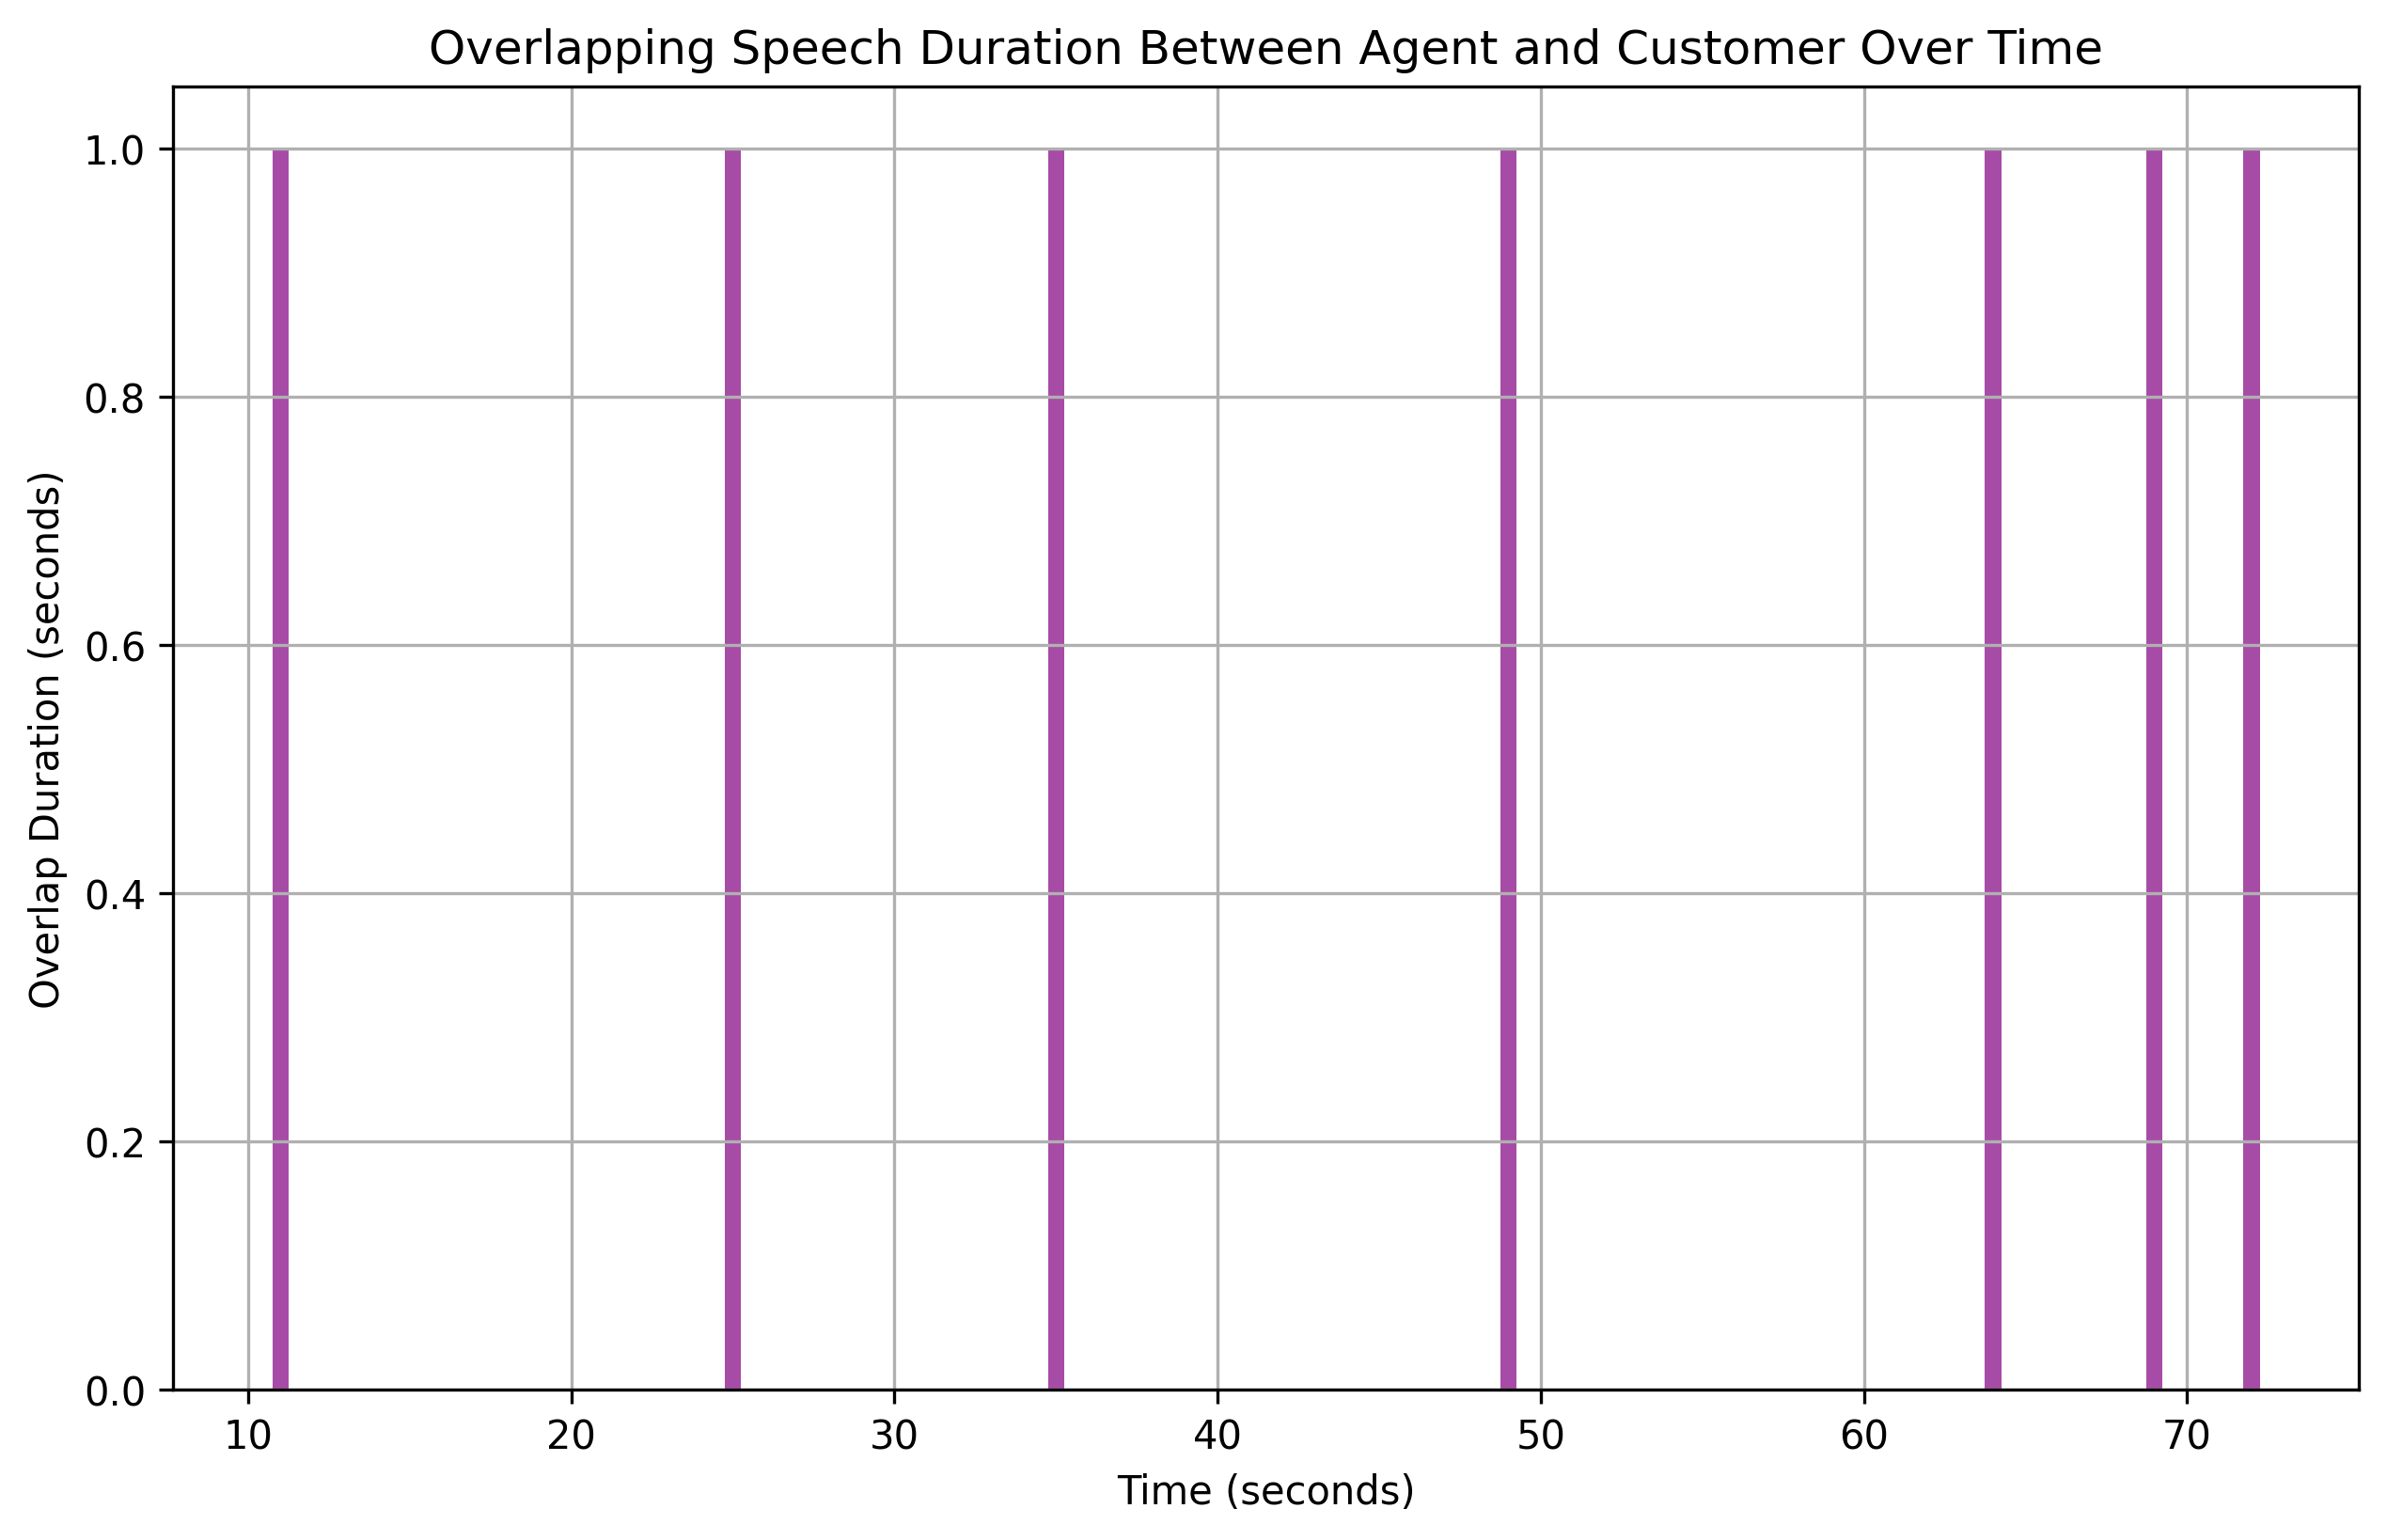 Overlapping Speech Duration Between Agent and Customer Over Time
1.0
0.8
0.6
0.4
0.2
0.0
Overlap Duration (seconds)
10 20 30 40 50 60 70
Time (seconds)